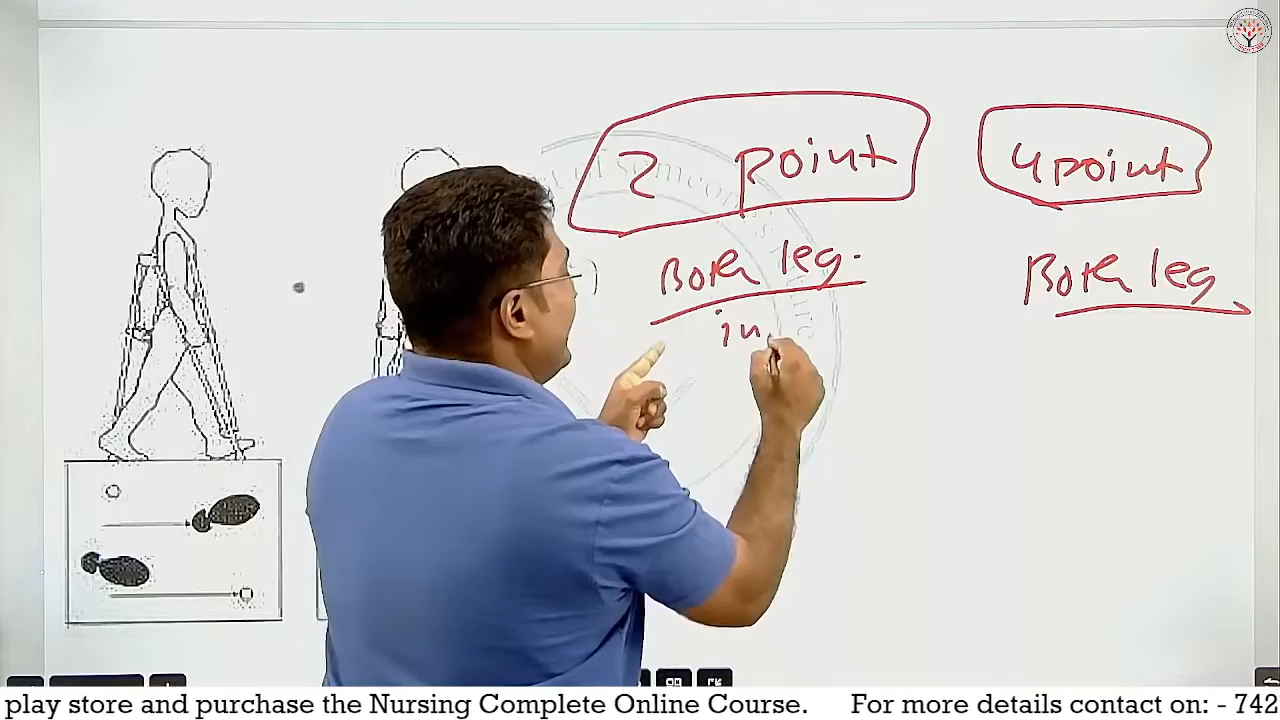 2 point
4 point
Both leg.
Both leg
in
play store and purchase the Nursing Complete Online Course. For more details contact on: - 742